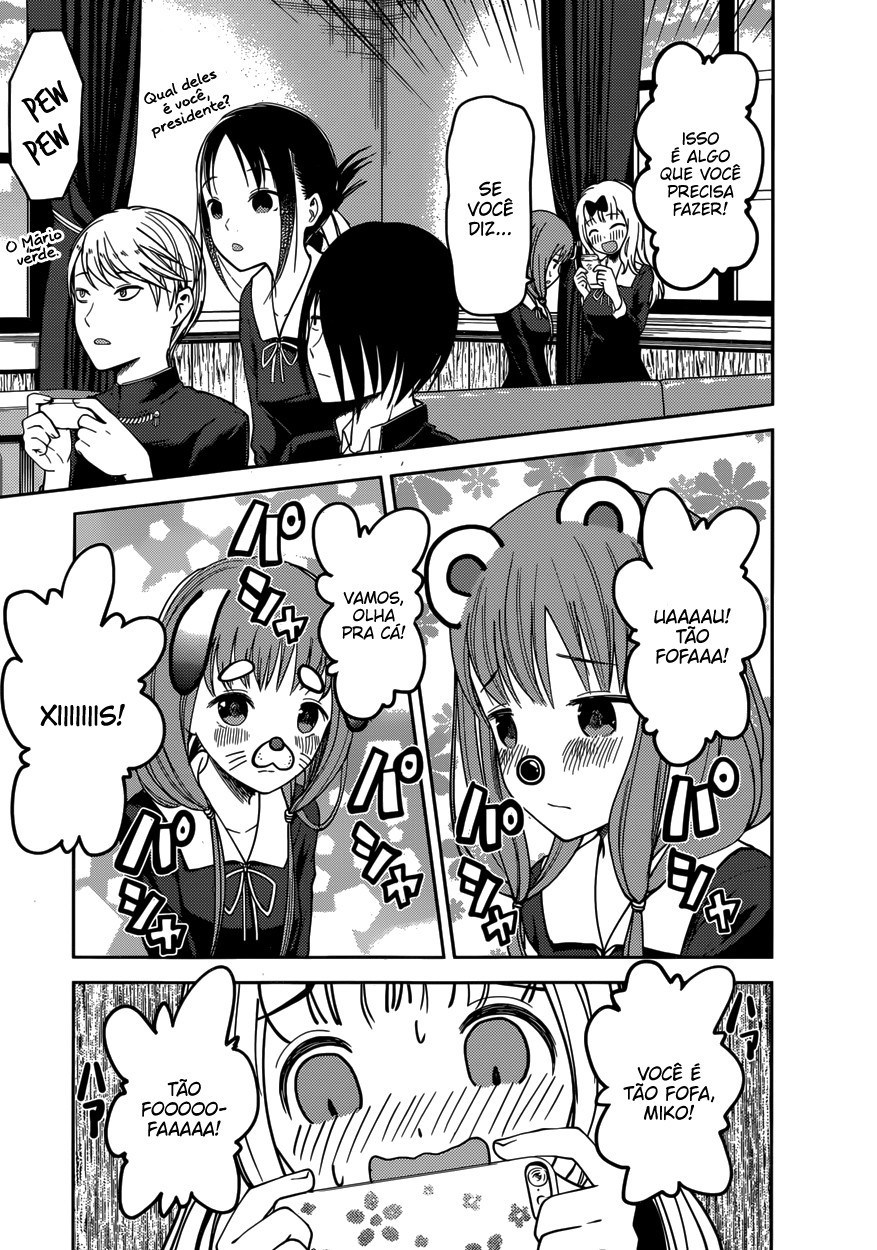 ISSO
É ALGO
QUE VOCÊ
PRECISA
FAZER!
SE
VOCÊ
DIZ...
Qual deles
é você,
presidente?
PEW
PEW
O Mário
verde.
UAAAAU!
TÃO
FOFAAA!
パシャ
パシャ
VAMOS,
OLHA
PRA CÁ!
パシャ
パシャ
パシャ
XIIIIIIIS!
VOCÊ É
TÃO FOFA,
MIKO!
ハァ
TÃO
FOOOOO-
FAAAAA!
ハァ